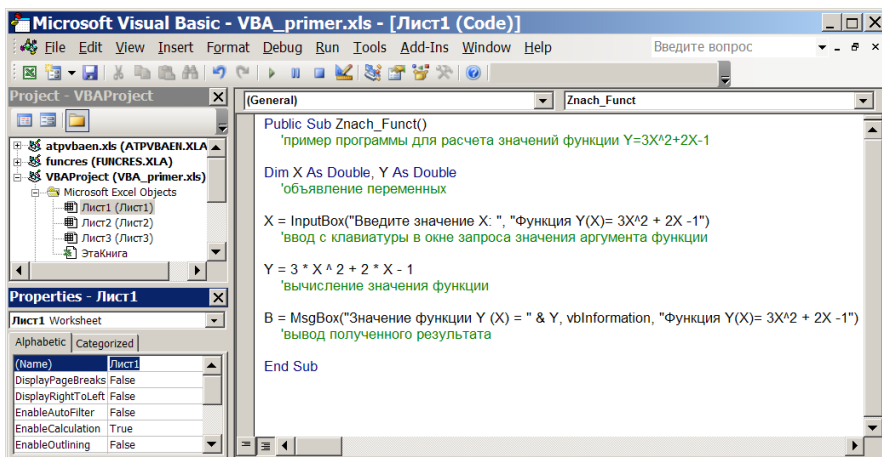 Microsoft Visual Basic - VBA_primer.xls - [Лист1 (Code)]
File Edit View Insert Format Debug Run Tools Add-Ins Window Help
Введите вопрос
Project - VBAProject
atpvbaen.xls (ATPVBAEN.XLA
funcres (FUNCRES.XLA)
VBAProject (VBA_primer.xls)
Microsoft Excel Objects
Лист1 (Лист1)
Лист2 (Лист2)
Лист3 (Лист3)
ЭтаКнига
Properties - Лист1
Лист1 Worksheet
Alphabetic Categorized
(Name) Лист1
DisplayPageBreaks False
DisplayRightToLeft False
EnableAutoFilter False
EnableCalculation True
EnableOutlining False
(General) Znach_Funct
Public Sub Znach_Funct()
'пример программы для расчета значений функции Y=3X^2+2X-1
Dim X As Double, Y As Double
'объявление переменных
X = InputBox("Введите значение X: ", "Функция Y(X)= 3X^2 + 2X -1")
'ввод с клавиатуры в окне запроса значения аргумента функции
Y = 3 * X ^ 2 + 2 * X - 1
'вычисление значения функции
B = MsgBox("Значение функции Y (X) = " & Y, vbInformation, "Функция Y(X)= 3X^2 + 2X -1")
'вывод полученного результата
End Sub